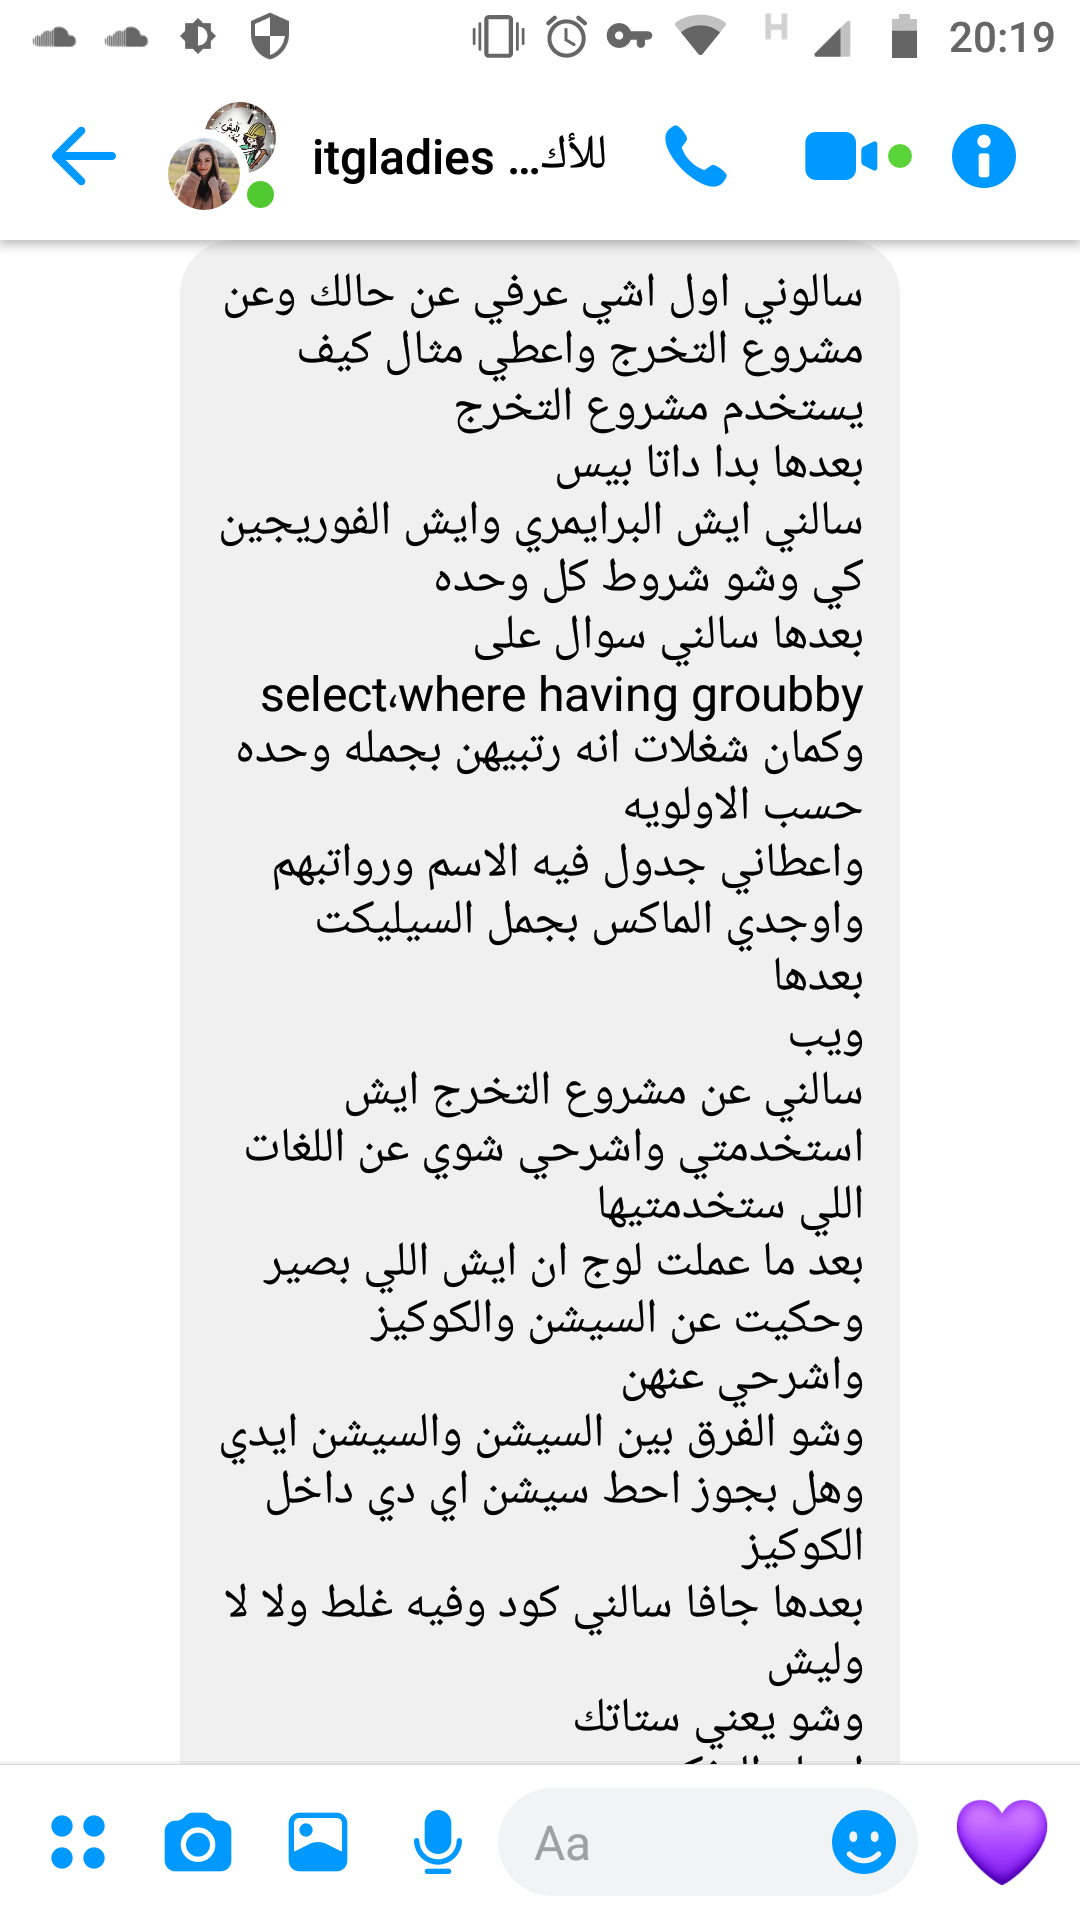 H 20:19
itgladies ...للأك
سالوني اول اشي عرفي عن حالك وعن
مشروع التخرج واعطي مثال كيف
يستخدم مشروع التخرج
بعدها بدا داتا بيس
سالني ايش البرايمري وايش الفوريجين
كي وشو شروط كل وحده
بعدها سالني سوال على
select،where having groubby
وكمان شغلات انه رتبيهن بجمله وحده
حسب الاولويه
واعطاني جدول فيه الاسم ورواتبهم
واوجدي الماكس بجمل السيليكت
بعدها
ويب
سالني عن مشروع التخرج ايش
استخدمتي واشرحي شوي عن اللغات
اللي ستخدمتيها
بعد ما عملت لوج ان ايش اللي بصير
وحكيت عن السيشن والكوكيز
واشرحي عنهن
وشو الفرق بين السيشن والسيشن ايدي
وهل بجوز احط سيشن اي دي داخل
الكوكيز
بعدها جافا سالني كود وفيه غلط ولا لا
وليش
وشو يعني ستاتك
Aa